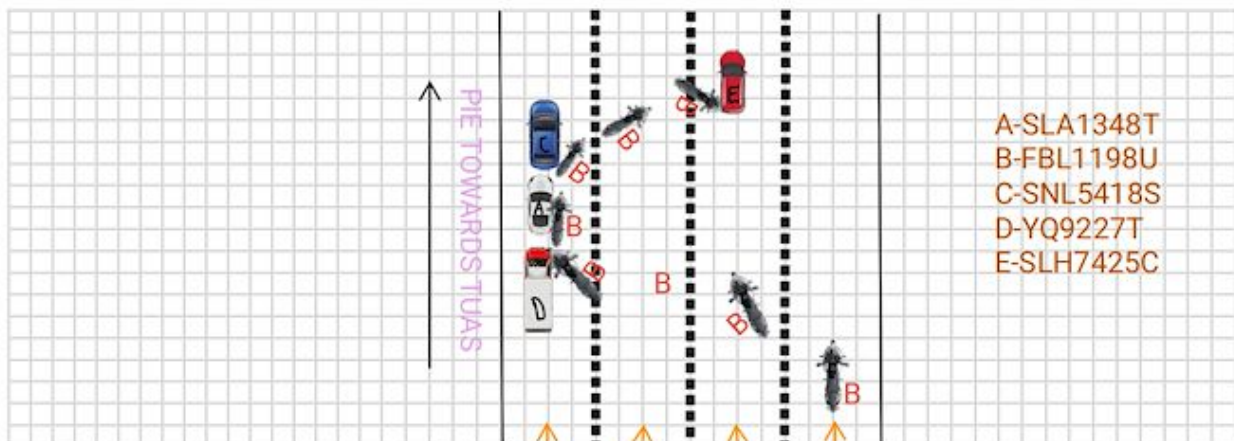 E
C
B
B
B
A
B
D
B
B
B
B
PIE TOWARDS TUAS
A-SLA1348T
B-FBL1198U
C-SNL5418S
D-YQ9227T
E-SLH7425C